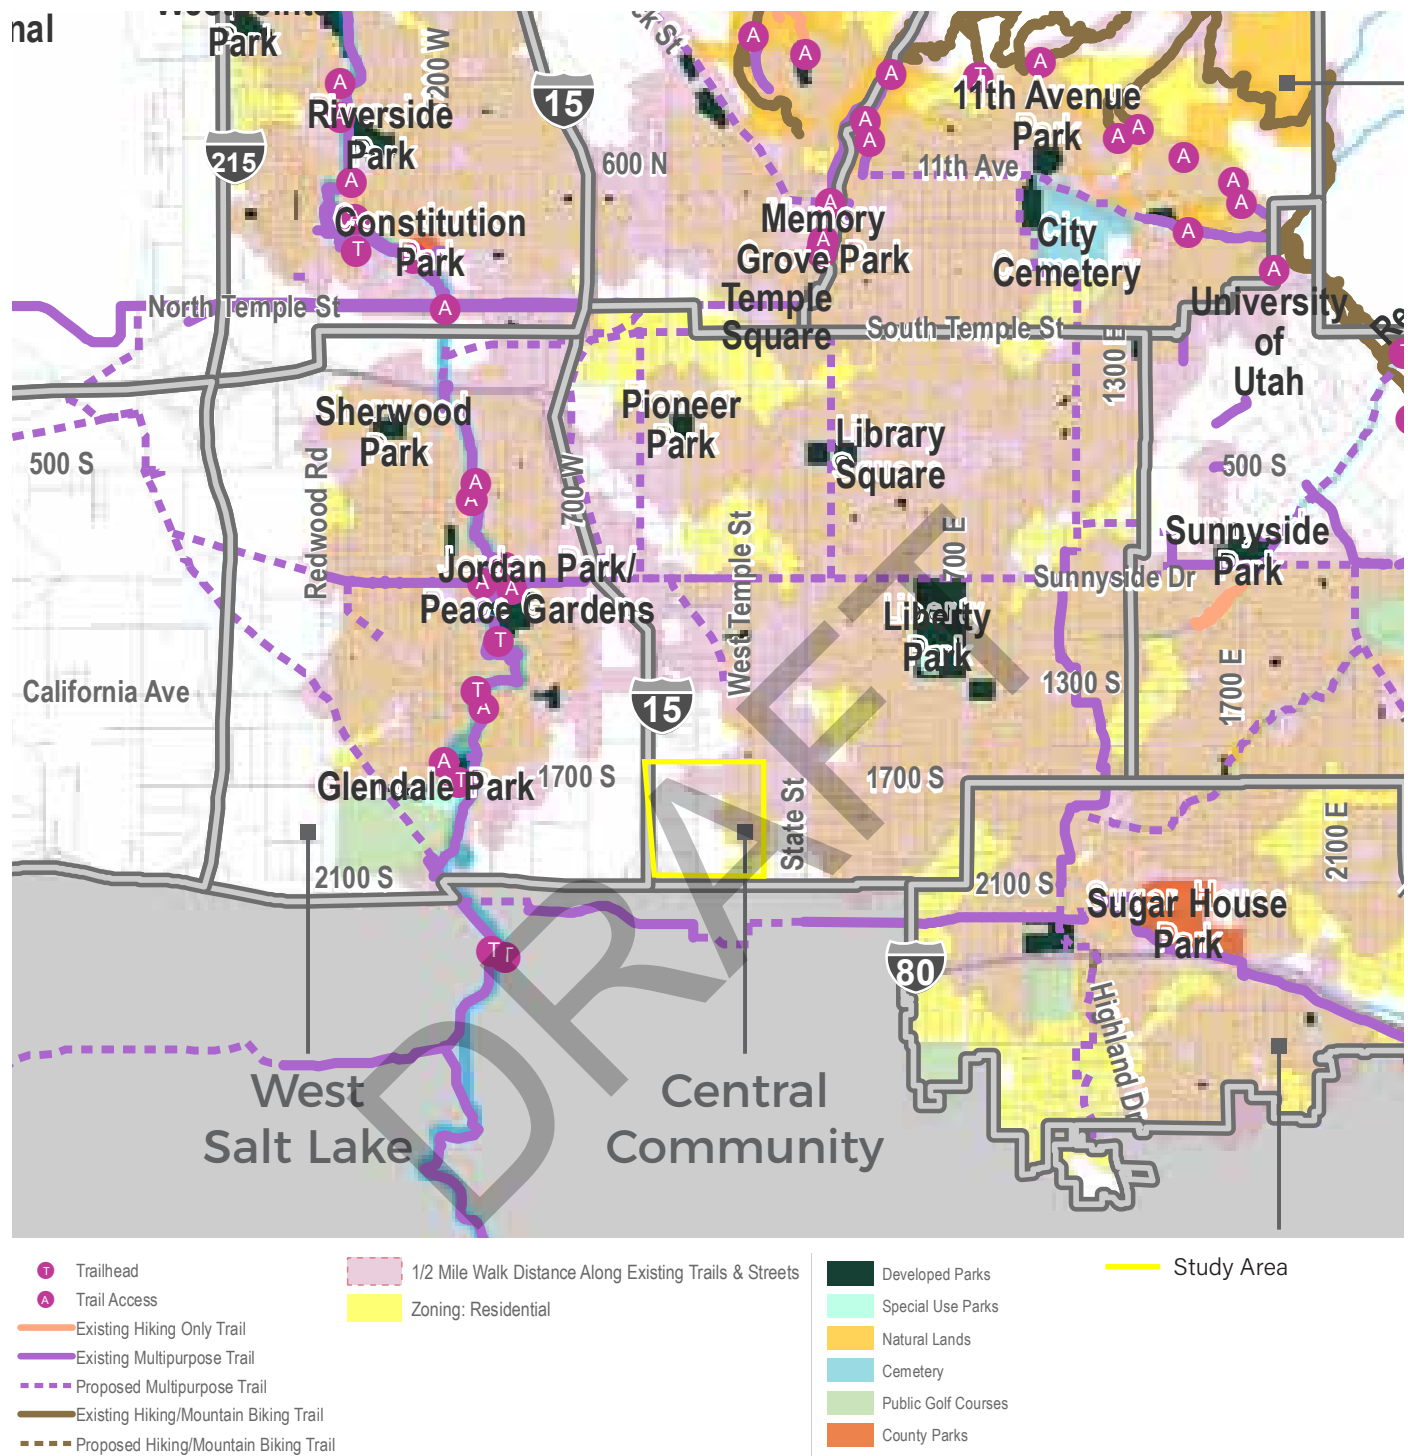 nal
Park
200 W
15
Riverside
Park
215
600 N
11th Avenue
Park
11th Ave
Constitution
Park
Memory
Grove Park
City
Cemetery
North Temple St
Temple
Square
South Temple St
University
of
Utah
1300 E
Sherwood
Park
Pioneer
Park
Library
Square
500 S
500 S
Redwood Rd
700 W
West Temple St
700 E
Sunnyside
Park
Sunnyside Dr
Jordan Park/
Peace Gardens
Liberty
Park
California Ave
15
1300 S
1700 E
Glendale Park
1700 S
1700 S
State St
2100 E
2100 S
2100 S
Sugar House
Park
80
Highland Dr
West
Salt Lake
Central
Community
DRAFT
T Trailhead
A Trail Access
Existing Hiking Only Trail
Existing Multipurpose Trail
Proposed Multipurpose Trail
Existing Hiking/Mountain Biking Trail
Proposed Hiking/Mountain Biking Trail
1/2 Mile Walk Distance Along Existing Trails & Streets
Zoning: Residential
Developed Parks
Special Use Parks
Natural Lands
Cemetery
Public Golf Courses
County Parks
Study Area